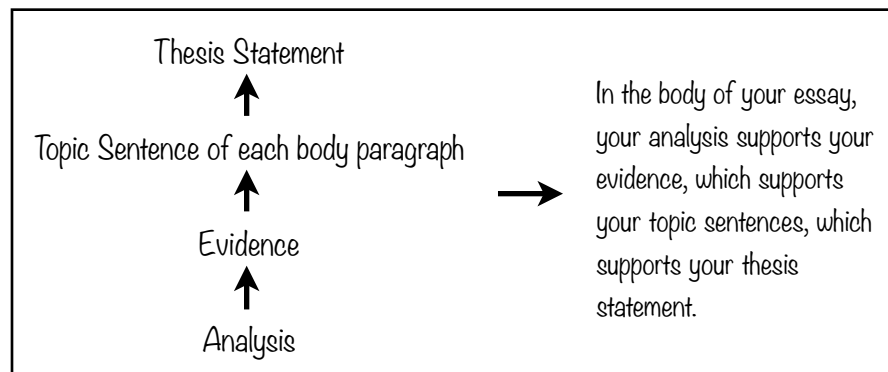 Thesis Statement
Topic Sentence of each body paragraph
Evidence
Analysis
In the body of your essay,
your analysis supports your
evidence, which supports
your topic sentences, which
supports your thesis
statement.